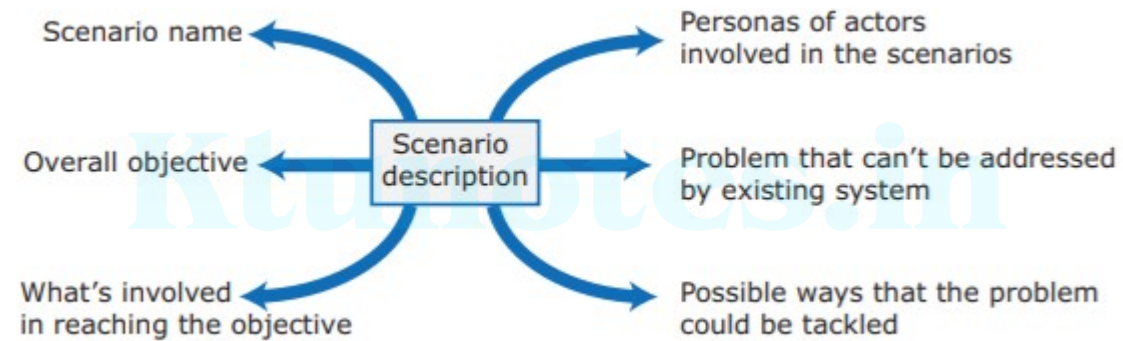 Scenario name
Personas of actors
involved in the scenarios
Scenario
description
Overall objective
Problem that can't be addressed
by existing system
What's involved
in reaching the objective
Possible ways that the problem
could be tackled
Ktunotes.in